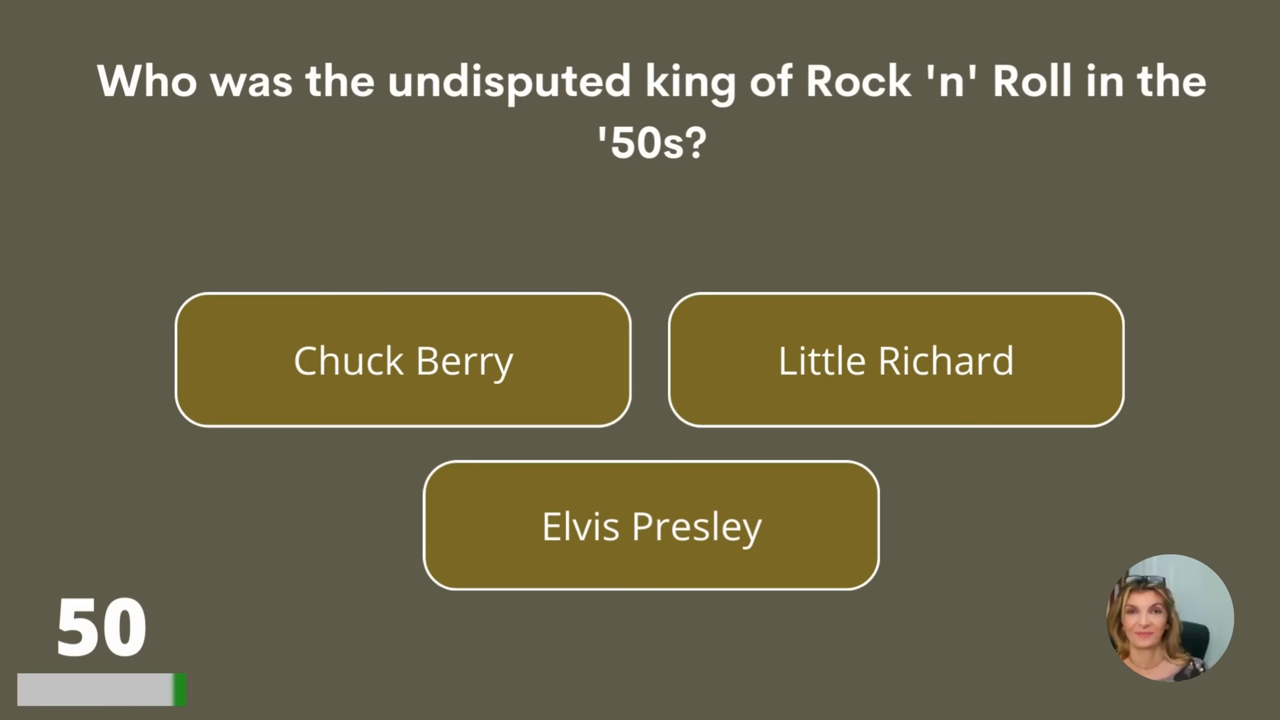 Who was the undisputed king of Rock 'n' Roll in the
'50s?
Chuck Berry
Little Richard
Elvis Presley
50